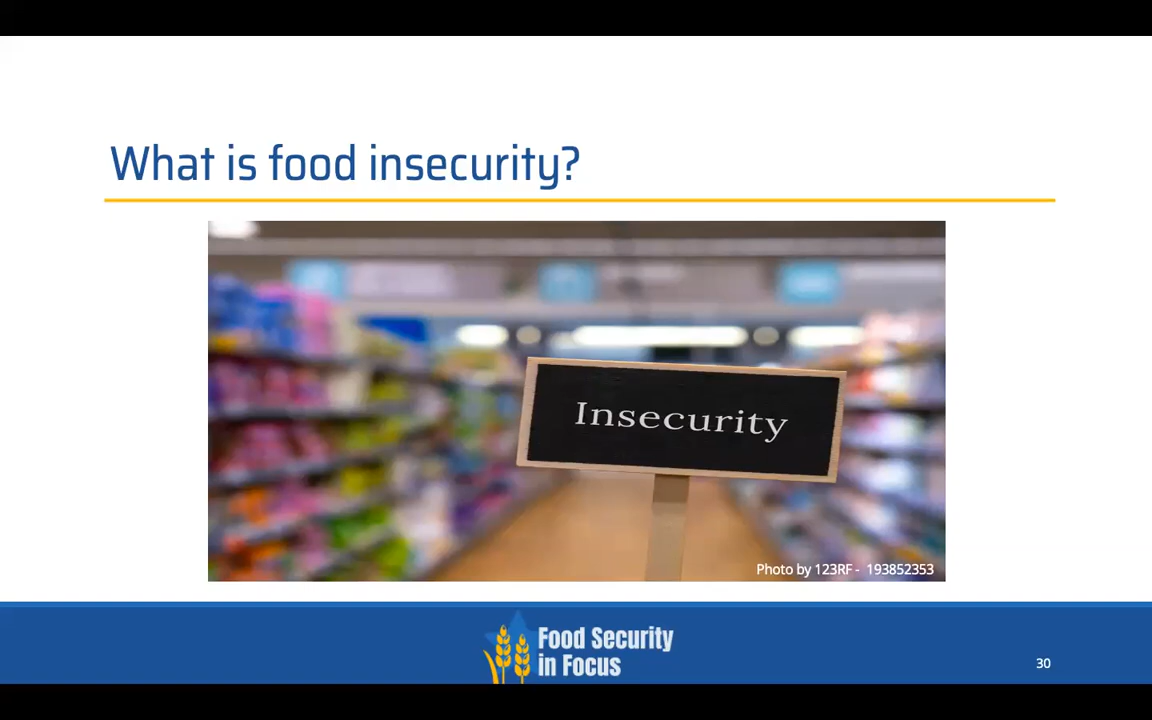 What is food insecurity?
Insecurity
Photo by 123RF - 193852353
Food Security
in Focus
30